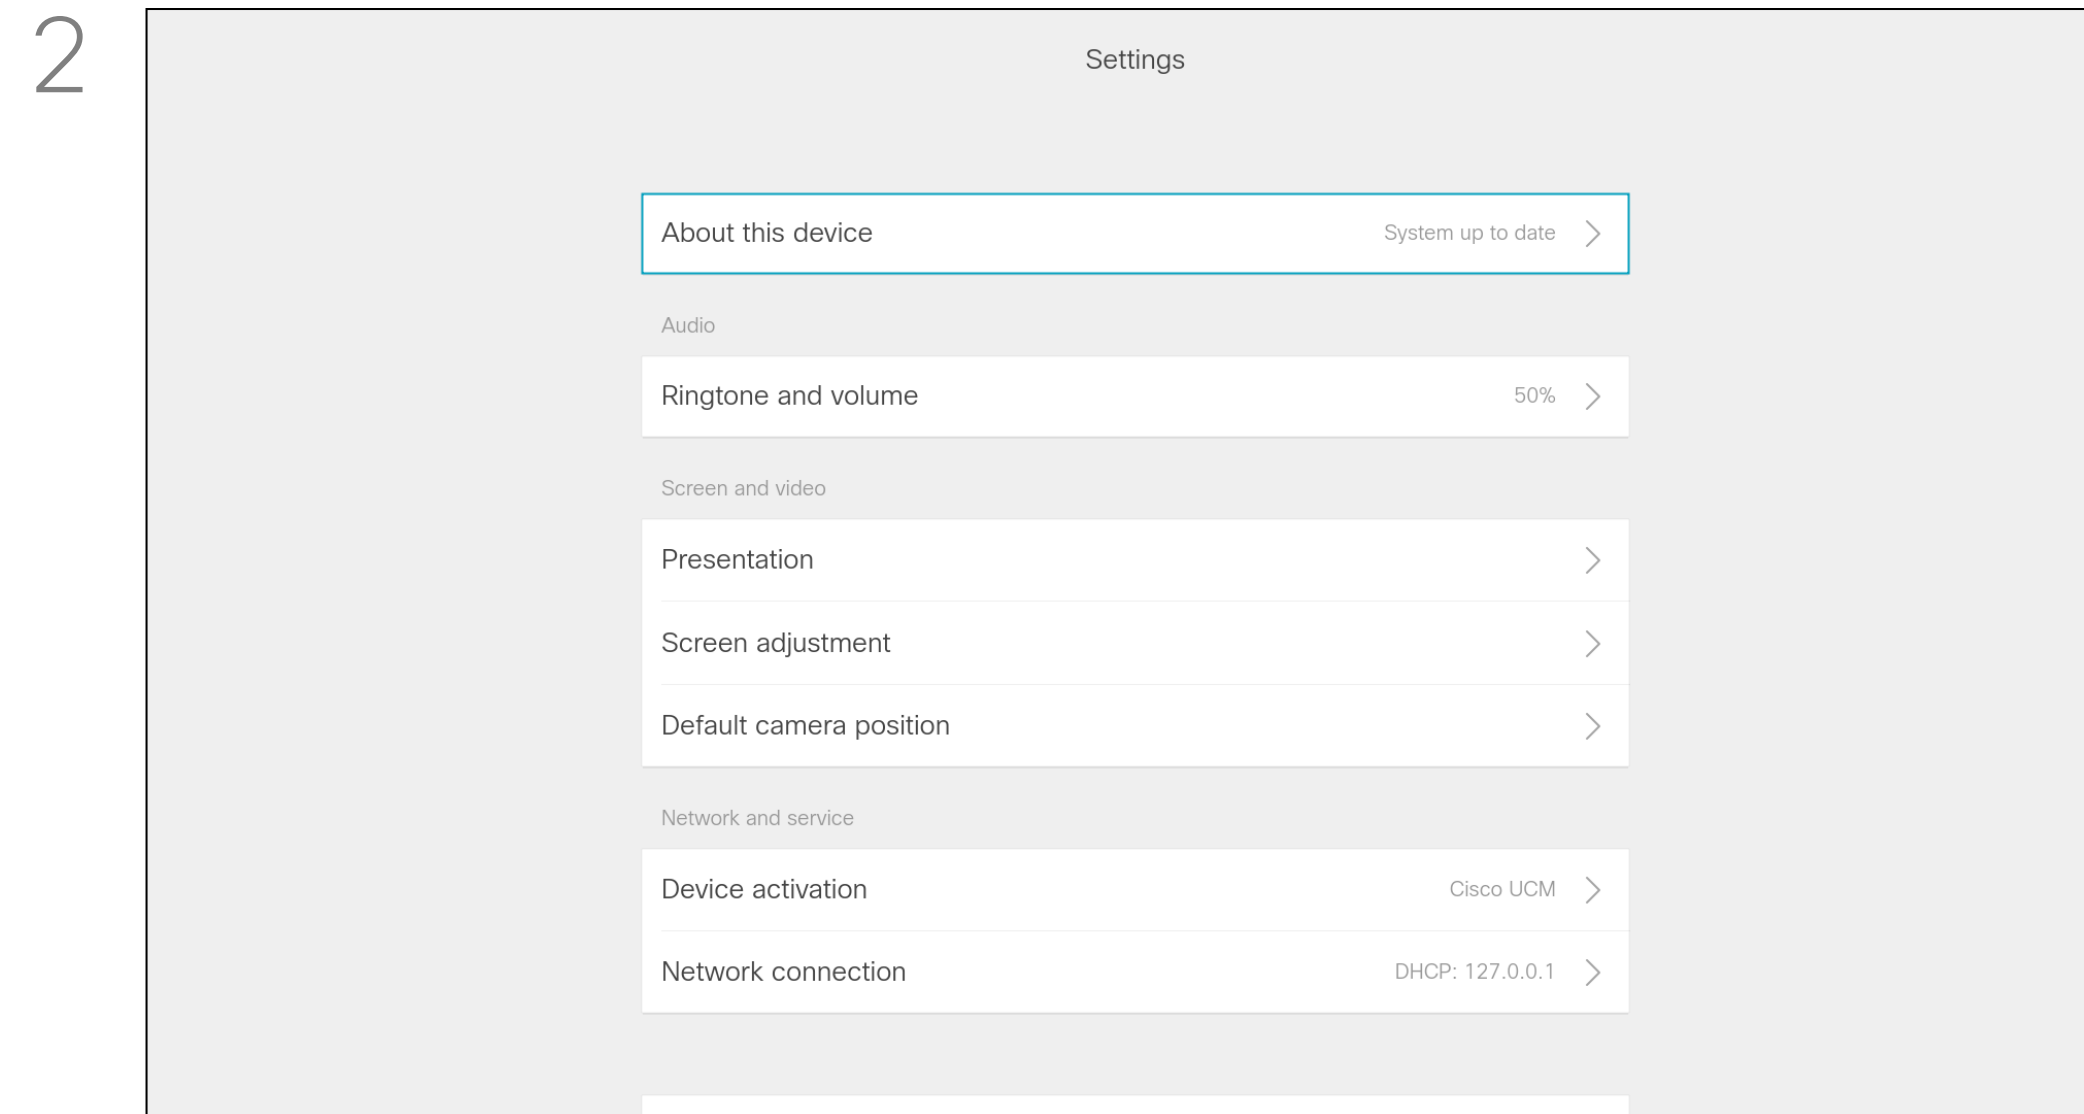 2
Settings
About this device System up to date
Audio
Ringtone and volume 50%
Screen and video
Presentation
Screen adjustment
Default camera position
Network and service
Device activation Cisco UCM
Network connection DHCP: 127.0.0.1